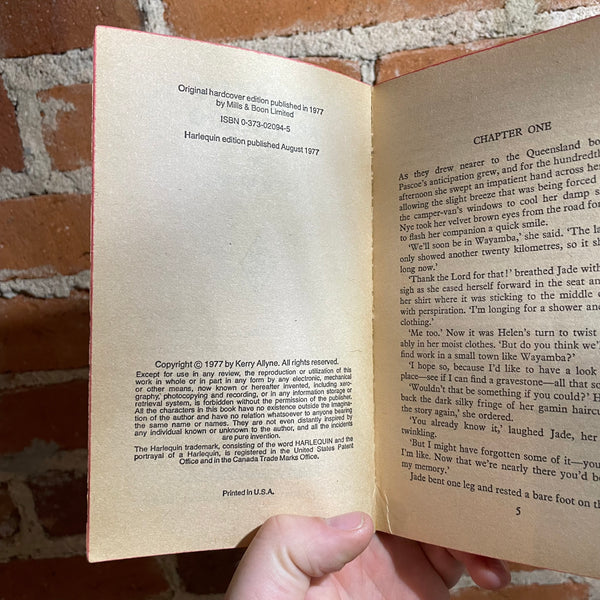 Original hardcover edition published in 1977
by Mills & Boon Limited
ISBN 0-373-02094-5
Harlequin edition published August 1977
Copyright © 1977 by Kerry Allyne. All rights reserved.
Except for use in any review, the reproduction or utilization of this
work in whole or in part in any form by any electronic, mechanical
or other means, now known or hereafter invented, including xero-
graphy, photocopying and recording, or in any information storage or
retrieval system, is forbidden without the permission of the publisher.
All the characters in this book have no existence outside the imagina-
tion of the author and have no relation whatsoever to anyone bearing
the same name or names. They are not even distantly inspired by
any individual known or unknown to the author, and all the incidents
are pure invention.
The Harlequin trademark, consisting of the word HARLEQUIN and the
portrayal of a Harlequin, is registered in the United States Patent
Office and in the Canada Trade Marks Office.
Printed in U.S.A.
CHAPTER ONE
As they drew nearer to the Queensland bo
Pascoe's anticipation grew, and for the hundredth
afternoon she swept an impatient hand across her
allowing the slight breeze that was being forced
the camper-van's windows to cool her damp s
Nye took her velvet brown eyes from the road for
to flash her companion a quick smile.
'We'll soon be in Wayamba,' she said. 'The la
only showed another twenty kilometres, so it sh
long now.'
'Thank the Lord for that!' breathed Jade with
sigh as she eased herself forward in the seat an
her shirt where it was sticking to the middle o
with perspiration. 'I'm longing for a shower and
clothes.'
'Me too.' Now it was Helen's turn to twist
ably in her moist clothes. 'But do you think we'l
find work in a small town like Wayamba?'
'I hope so, because I'd like to have a look
place—see if I can find a gravestone—all that so
'Wouldn't that be something if you could?' H
back the dark silky fringe of her gamin haircu
the story again,' she ordered.
'You already know it,' laughed Jade, her
twinkling.
'But I might have forgotten some of it—you
I'm like. Now that we're nearly there you'd be
my memory.'
Jade bent one leg and rested a bare foot on th
5